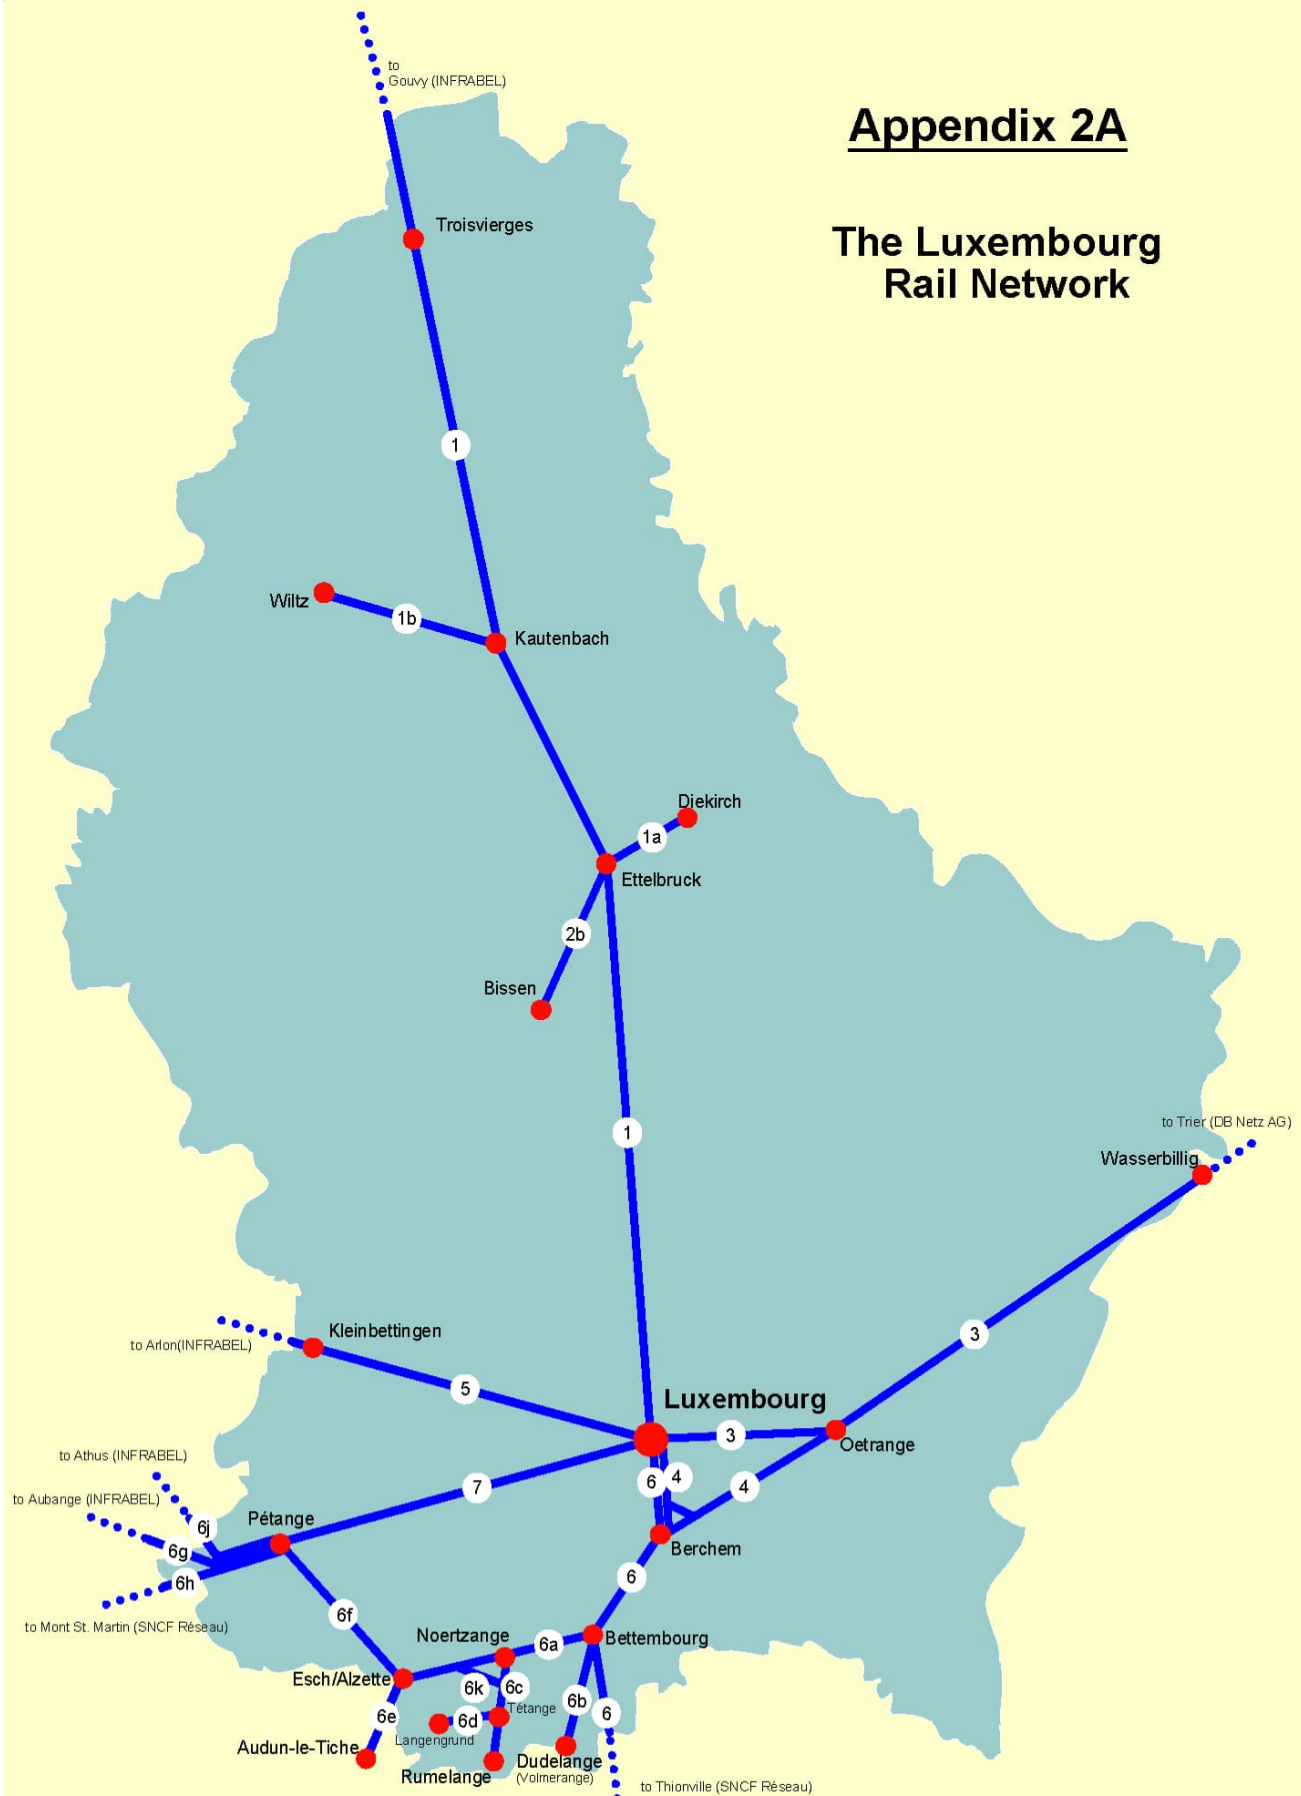 to
Gouvy (INFRABEL)
Appendix 2A
The Luxembourg
Rail Network
Troisvierges
1
Wiltz
1b
Kautenbach
Diekirch
1a
Ettelbruck
2b
Bissen
1
to Trier (DB Netz AG)
Wasserbillig
Kleinbettingen
to Arlon(INFRABEL)
3
5
Luxembourg
3
Oetrange
to Athus (INFRABEL)
7
6
4
4
to Aubange (INFRABEL)
Pétange
6j
6g
Berchem
6h
6
to Mont St. Martin (SNCF Réseau)
6f
Noertzange
6a
Bettembourg
Esch/Alzette
6k
6c
6e
6d
Tétange
6b
6
Langengrund
Audun-le-Tiche
Rumelange
Dudelange
(Volmerange)
to Thionville (SNCF Réseau)